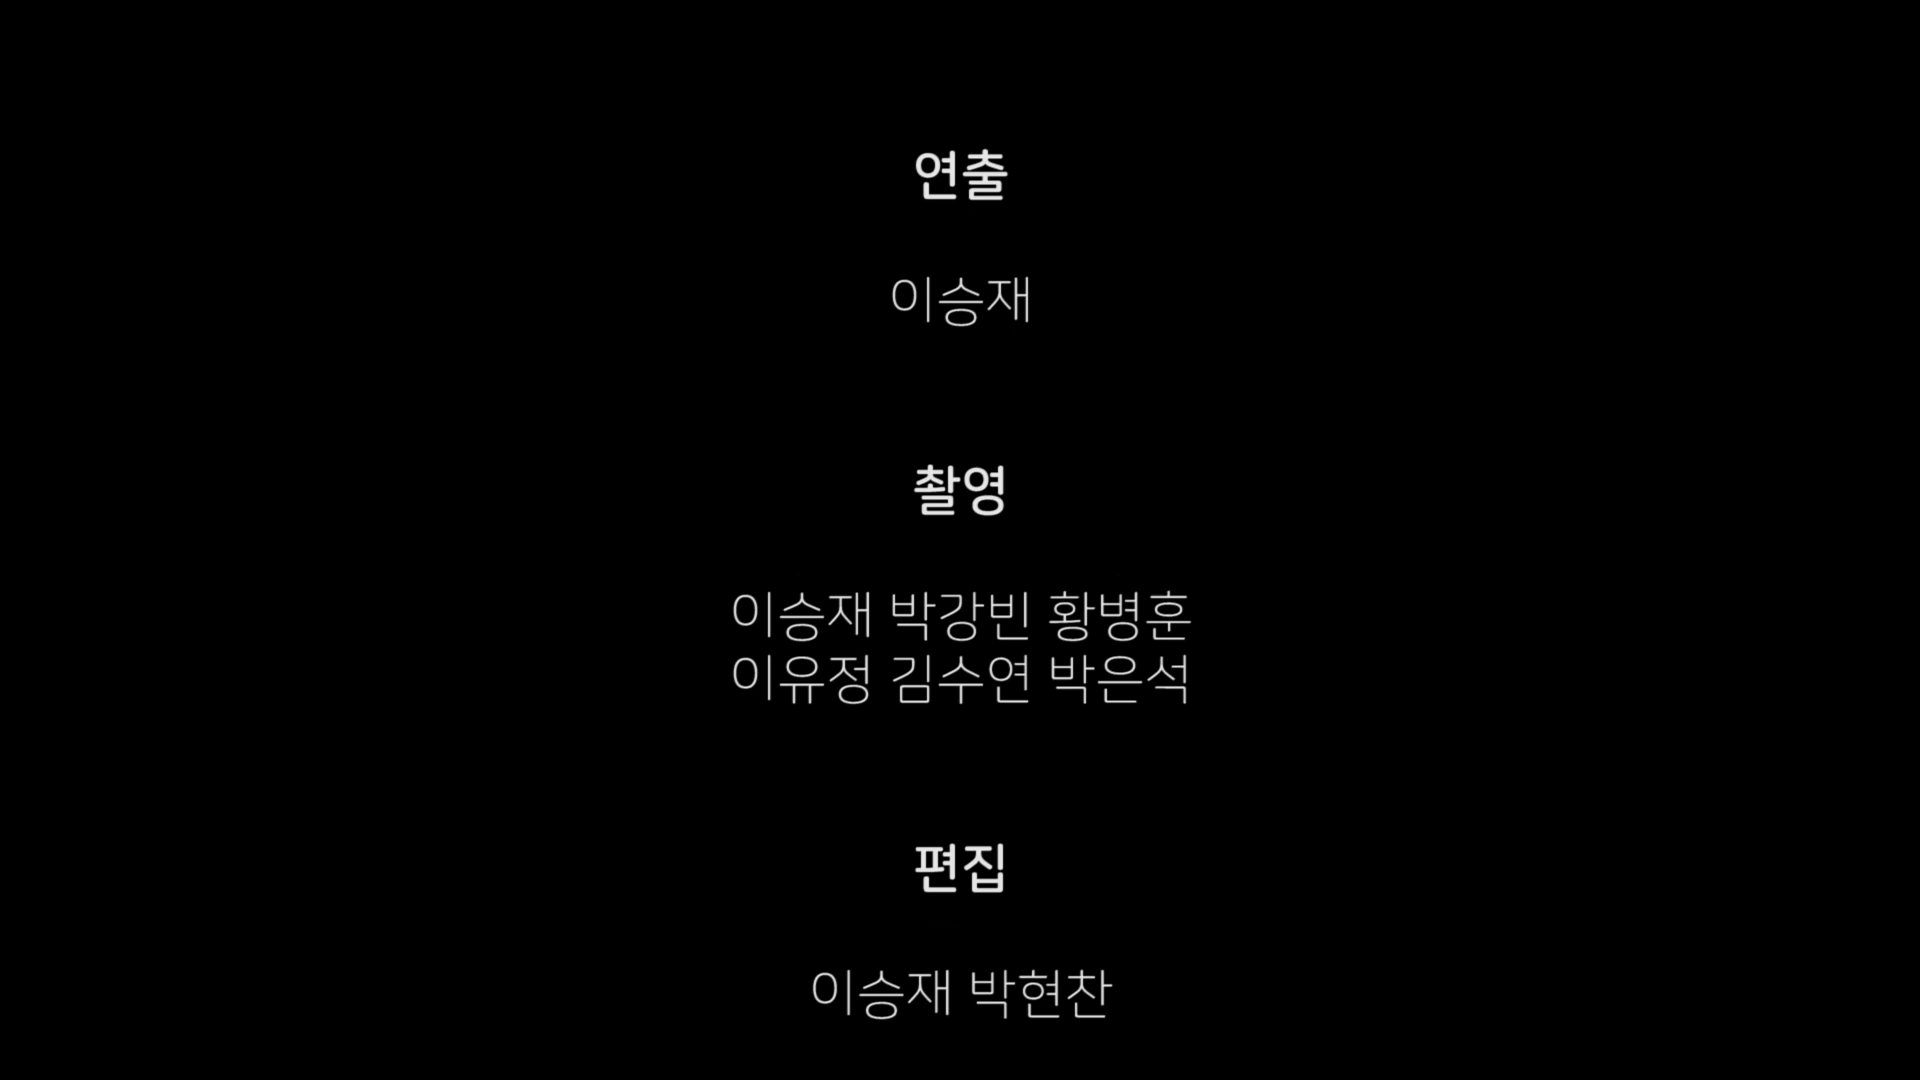 연출
이승재
촬영
이승재 박강빈 황병훈
이유정 김수연 박은석
편집
이승재 박현찬